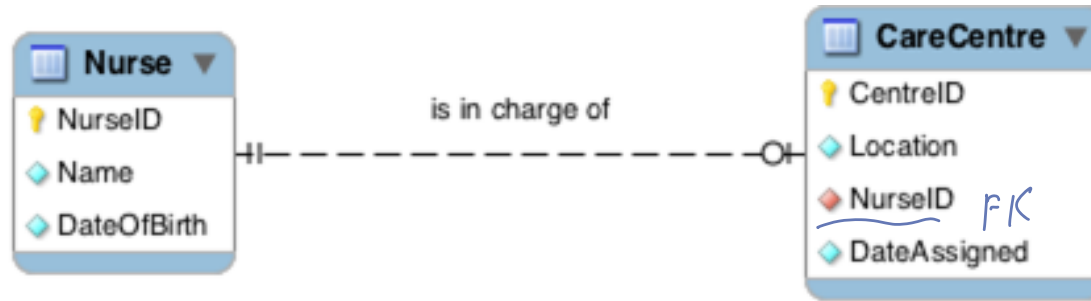 Nurse
NurseID
Name
DateOfBirth
is in charge of
CareCentre
CentreID
Location
NurseID FK
DateAssigned